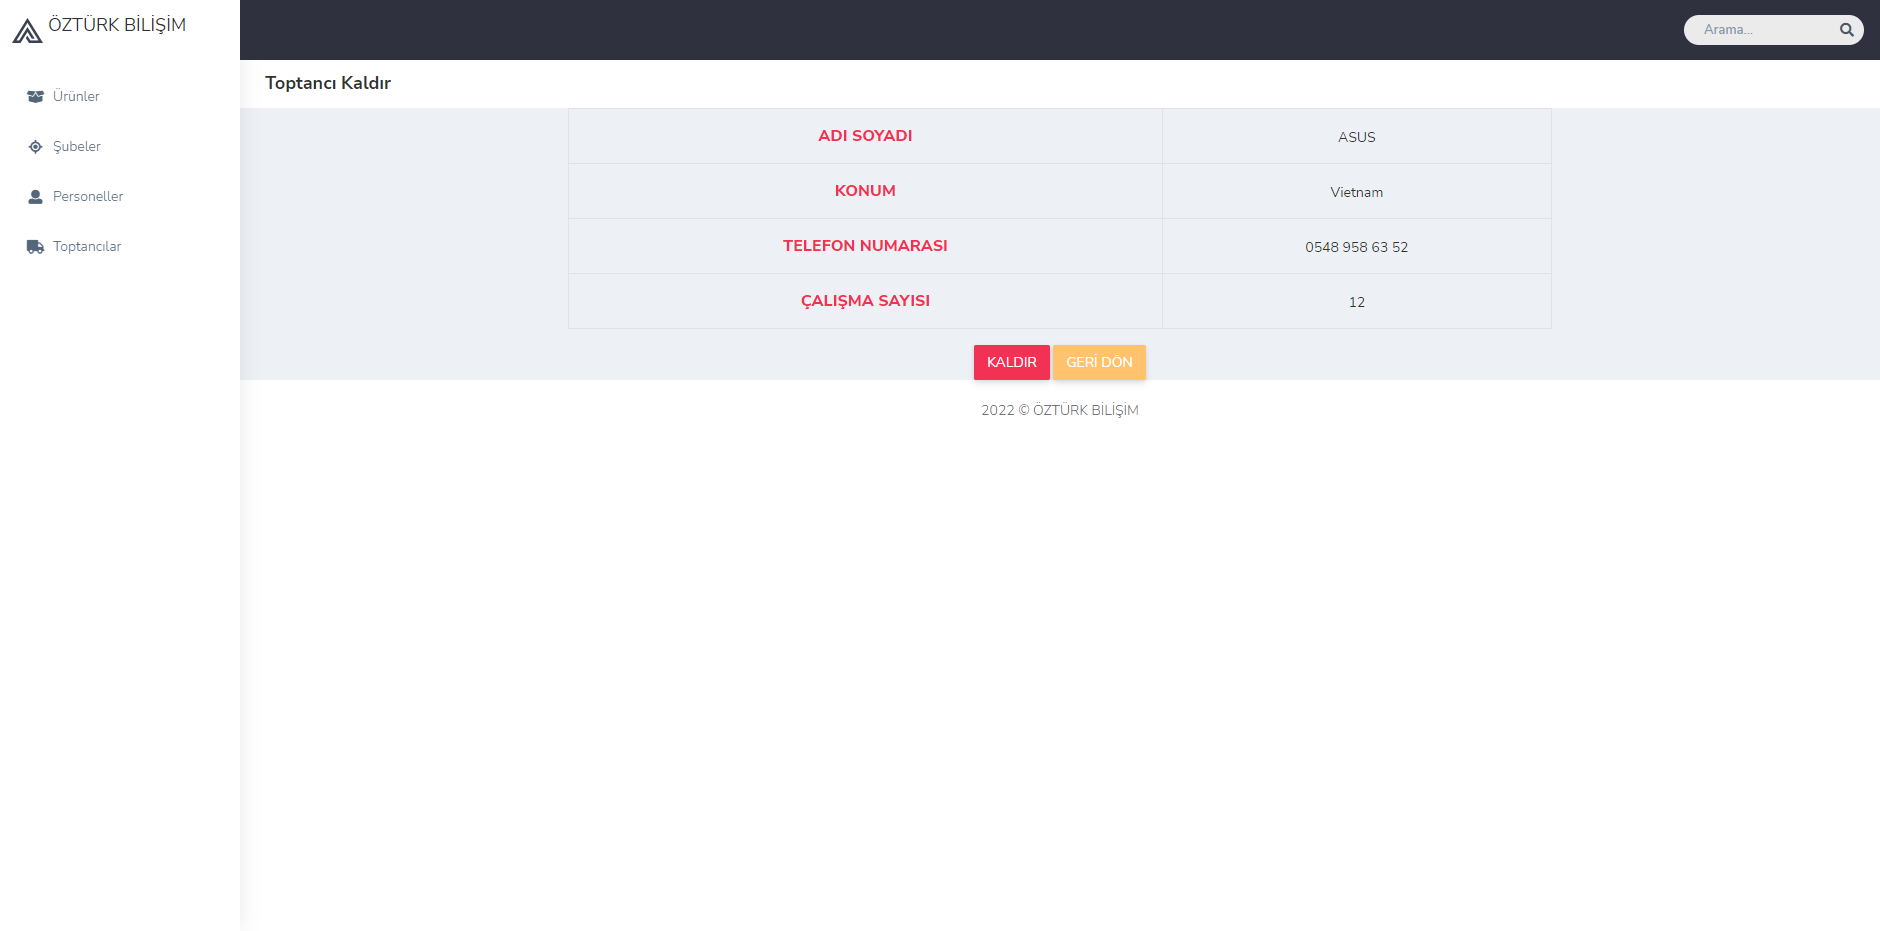 ÖZTÜRK BİLİŞİM
Arama...
Toptancı Kaldır
Ürünler
Şubeler
Personeller
Toptancılar
ADI SOYADI ASUS
KONUM Vietnam
TELEFON NUMARASI 0548 958 63 52
ÇALIŞMA SAYISI 12
KALDIR GERİ DÖN
2022 © ÖZTÜRK BİLİŞİM